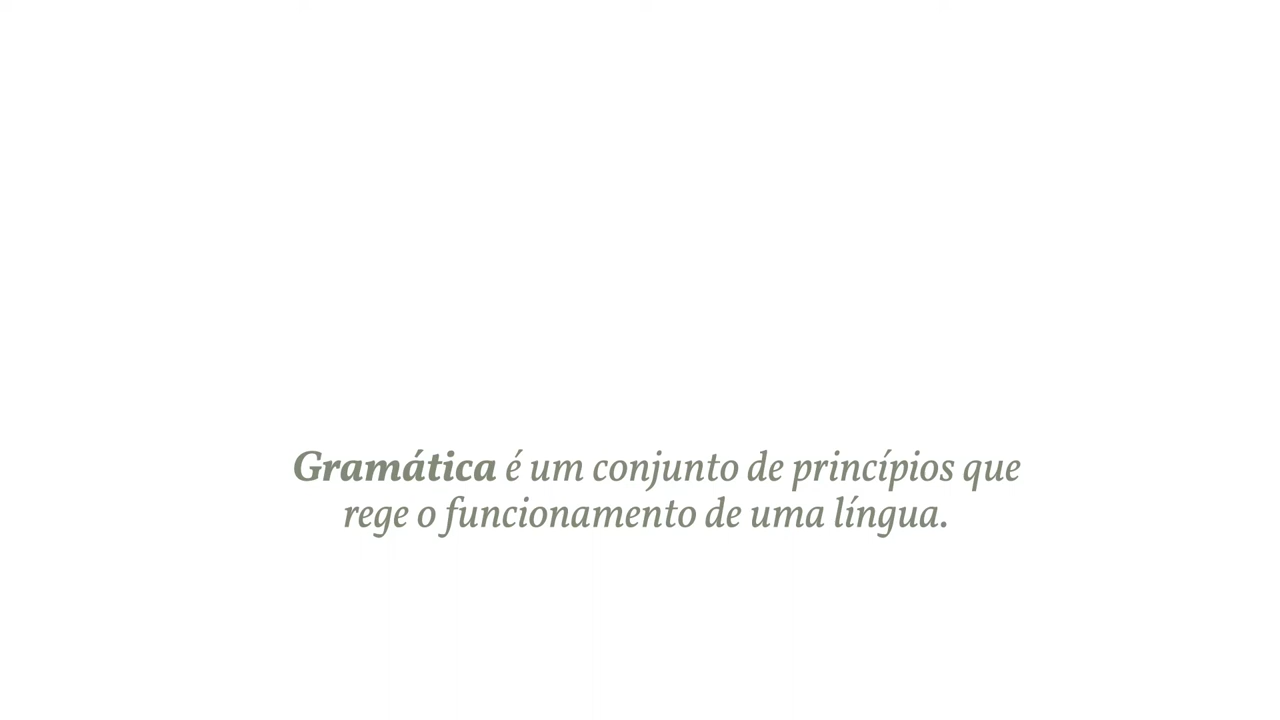 Gramática é um conjunto de princípios que
rege o funcionamento de uma língua.